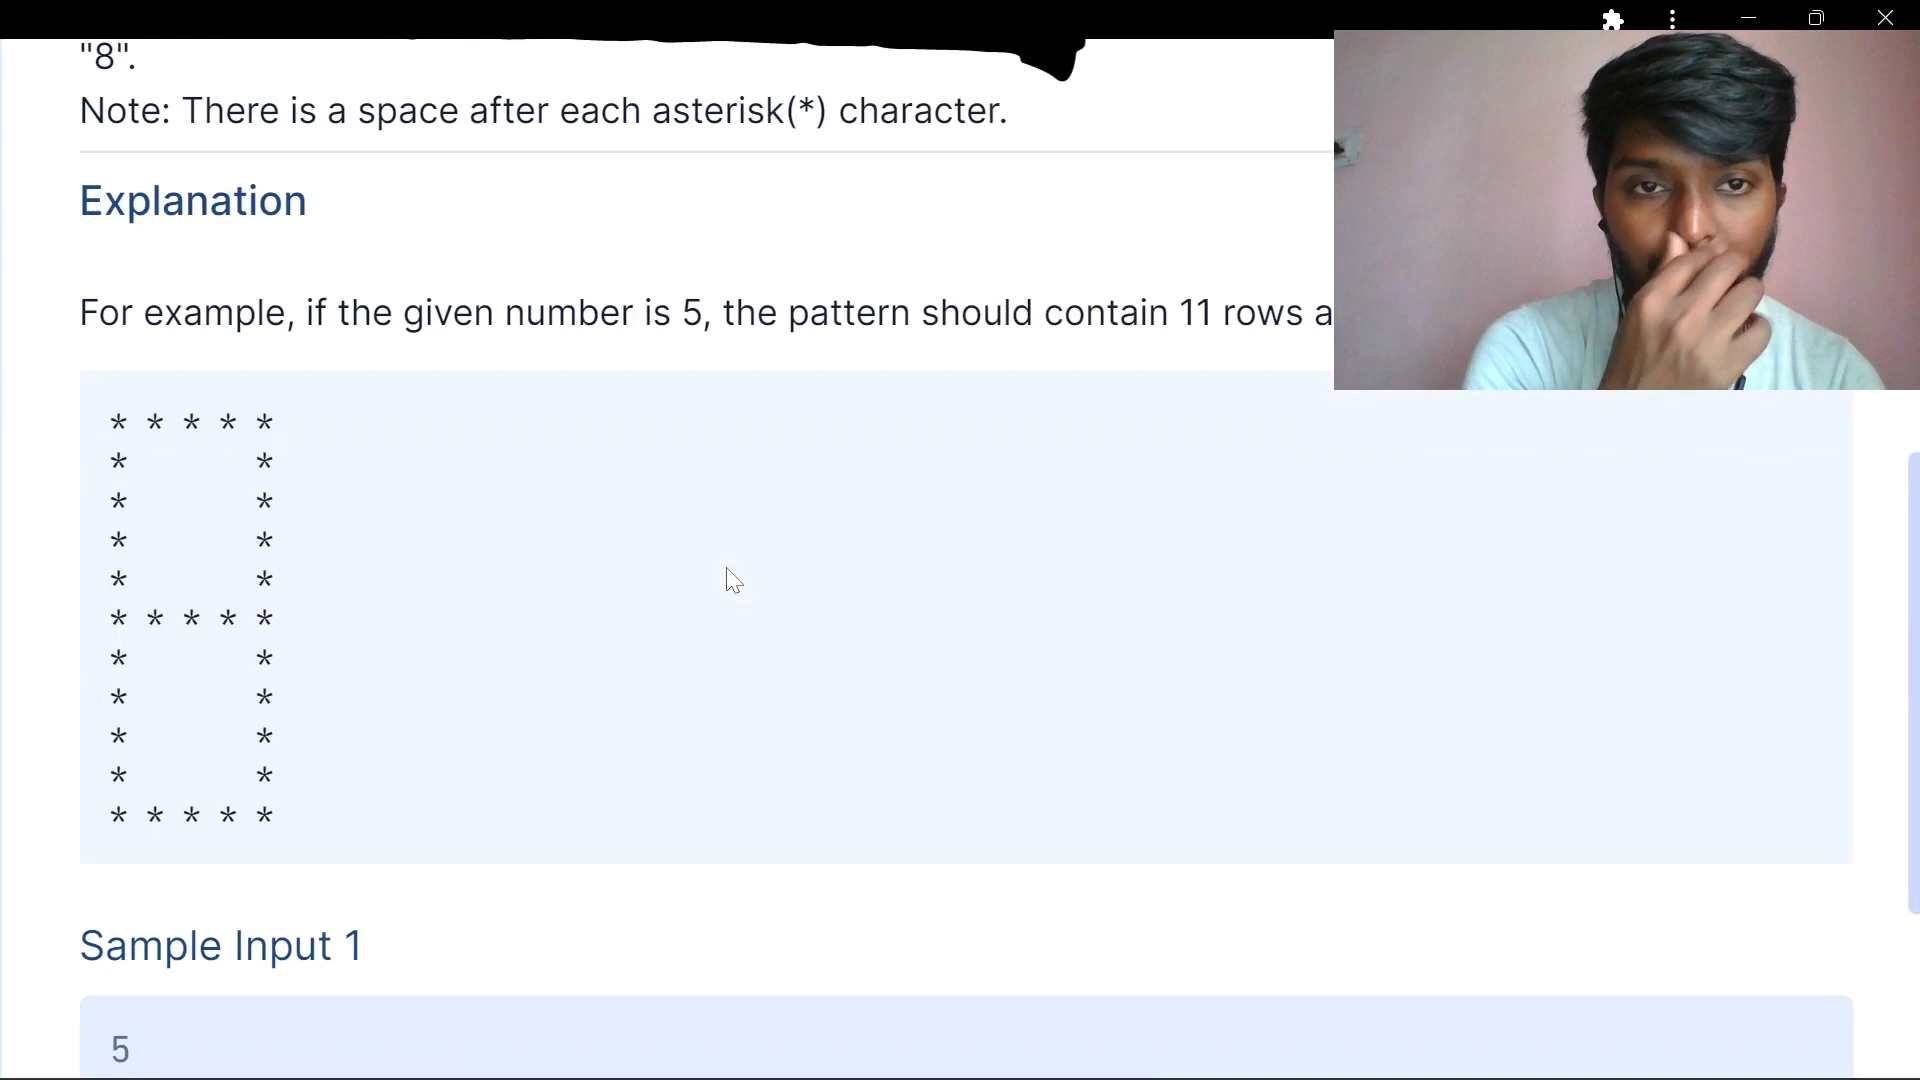 "8".
Note: There is a space after each asterisk(*) character.
Explanation
For example, if the given number is 5, the pattern should contain 11 rows a
* * * * *
*       *
*       *
*       *
*       *
* * * * *
*       *
*       *
*       *
*       *
* * * * *
Sample Input 1
5